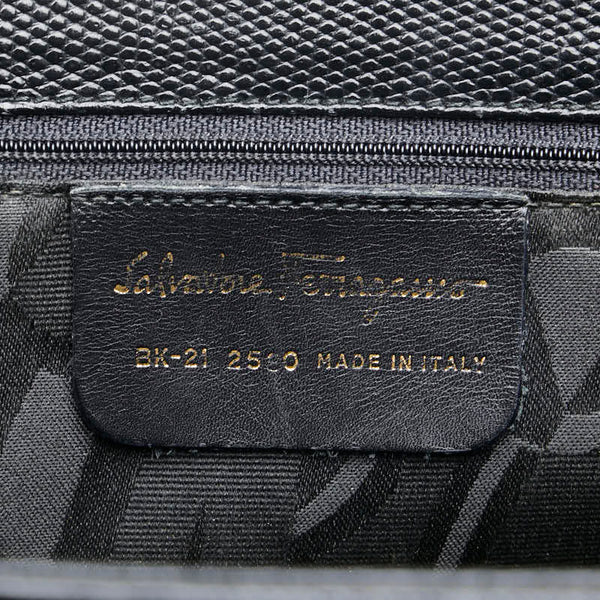 Salvatore Ferragamo
BK-21 MADE IN ITALY